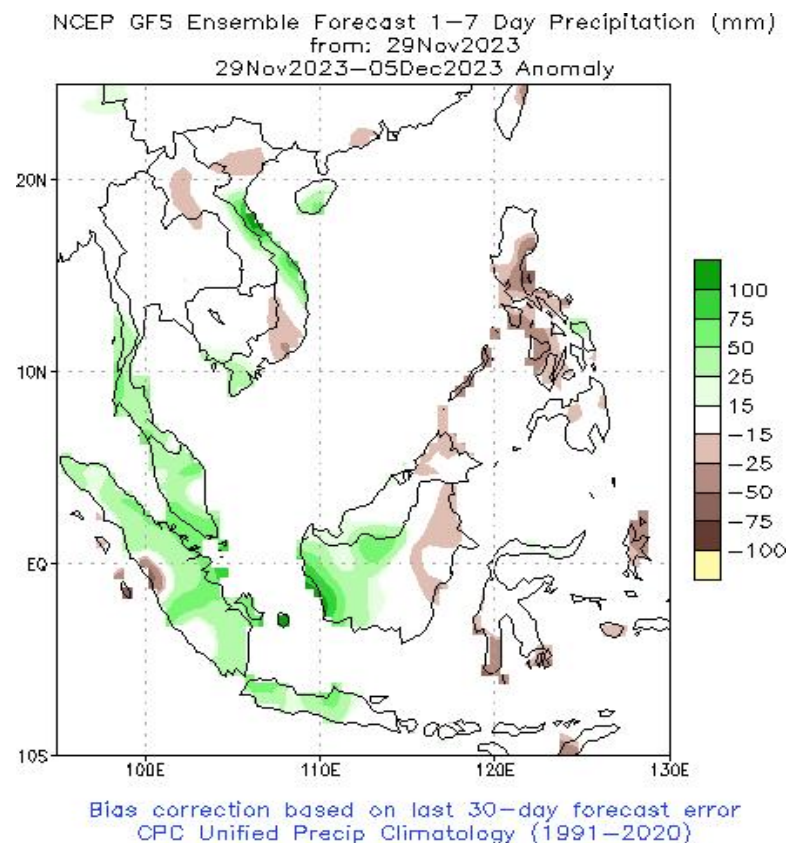 NCEP GFS Ensemble Forecast 1–7 Day Precipitation (mm)
from: 29Nov2023
29Nov2023–05Dec2023 Anomaly
20N
10N
EQ
10S
100E
110E
120E
130E
100
75
50
25
15
−15
−25
−50
−75
−100
Bias correction based on last 30–day forecast error
CPC Unified Precip Climatology (1991–2020)